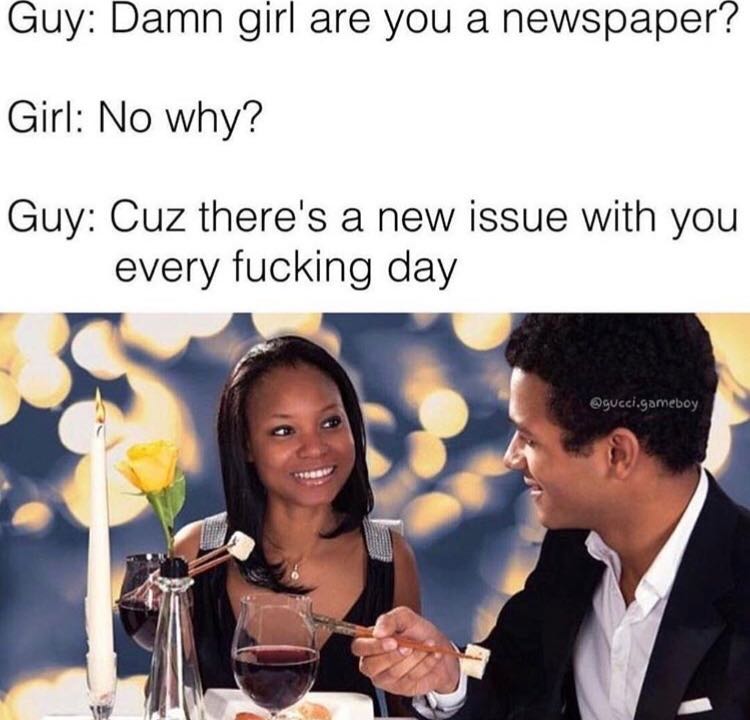 Guy: Damn girl are you a newspaper?
Girl: No why?
Guy: Cuz there's a new issue with you
every fucking day
@gucci.gameboy